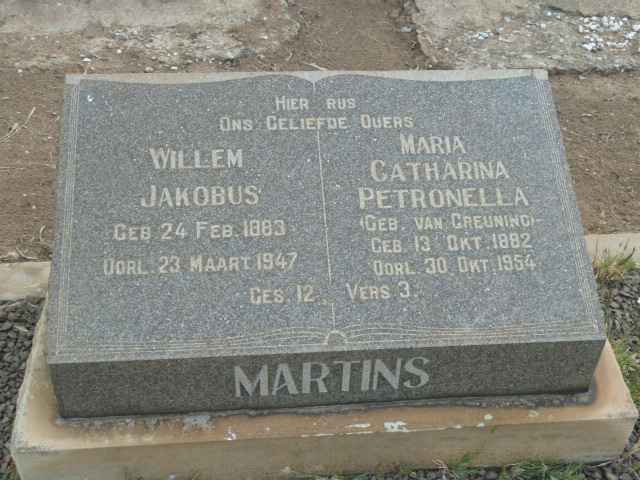 Hier rus
Ons Geliefde Ouers
Willem
Jakobus
Geb. 24 Feb. 1883
Oorl. 23 Maart 1947
Maria
Catharina
Petronella
(Geb. van Greuning)
Geb. 13 Okt 1882
Oorl. 30 Okt 1954
Ges. 12 Vers 3.
Martins